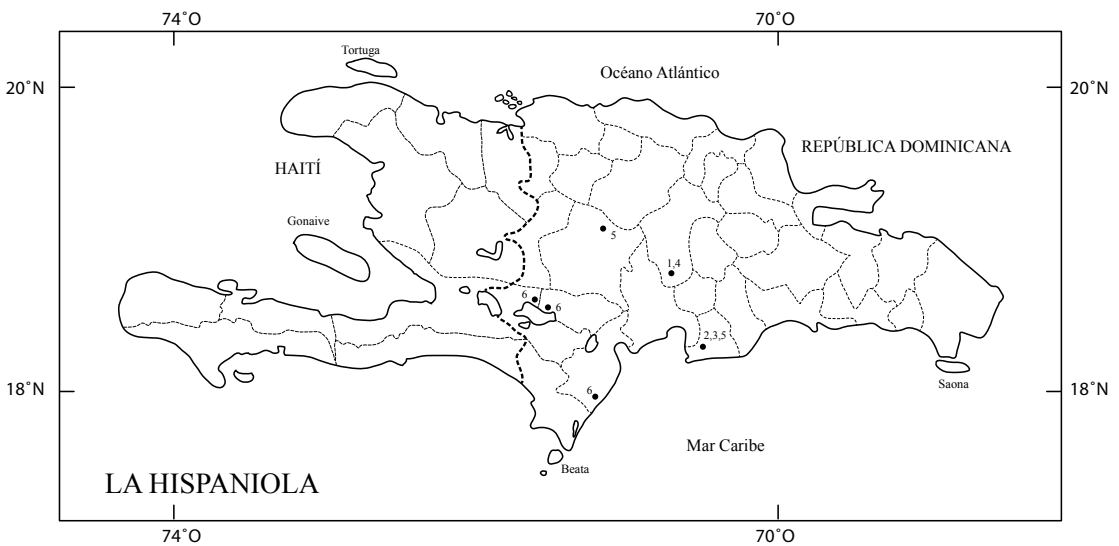 74˚O
70˚O
Tortuga
Océano Atlántico
20˚N
20˚N
REPÚBLICA DOMINICANA
HAITÍ
Gonaive
5
1,4
6
6
2,3,5
Saona
18˚N
18˚N
6
Mar Caribe
Beata
LA HISPANIOLA
74˚O
70˚O